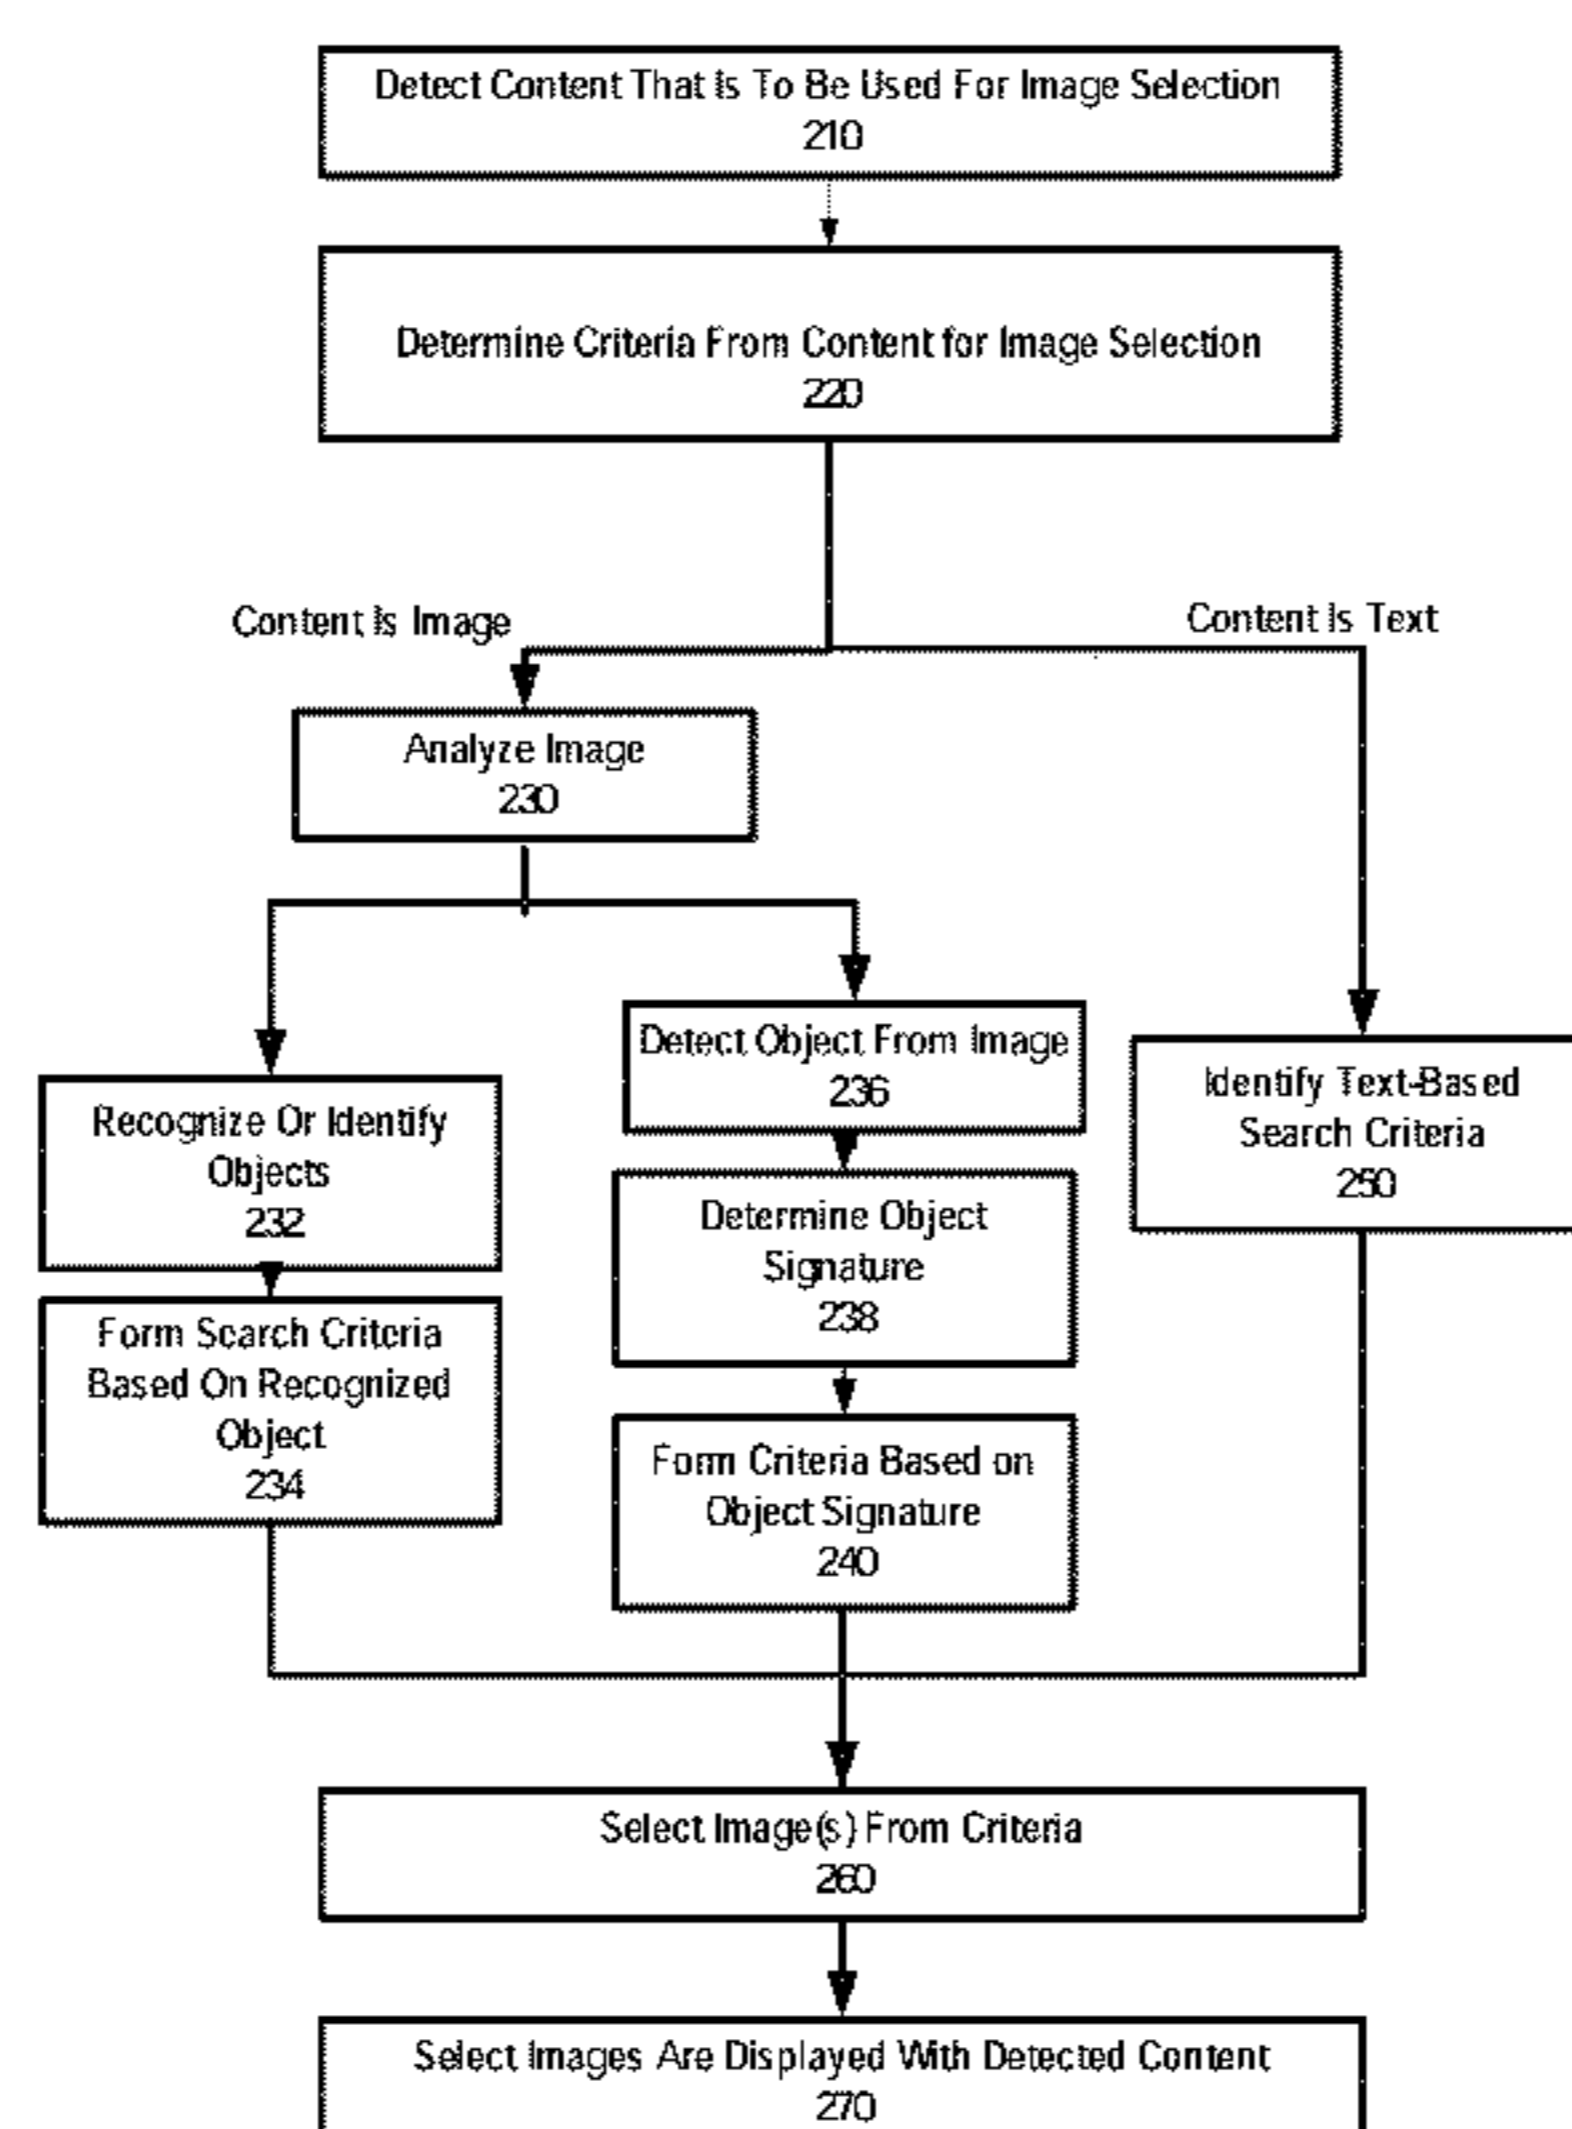 Detect Content That Is To Be Used For Image Selection
210
Determine Criteria From Content for Image Selection
220
Content Is Image
Content Is Text
Analyze Image
230
Detect Object From Image
236
Identify Text-Based
Search Criteria
250
Recognize Or Identify
Objects
232
Determine Object
Signature
238
Form Search Criteria
Based On Recognized
Object
234
Form Criteria Based on
Object Signature
240
Select Image(s) From Criteria
260
Select Images Are Displayed With Detected Content
270